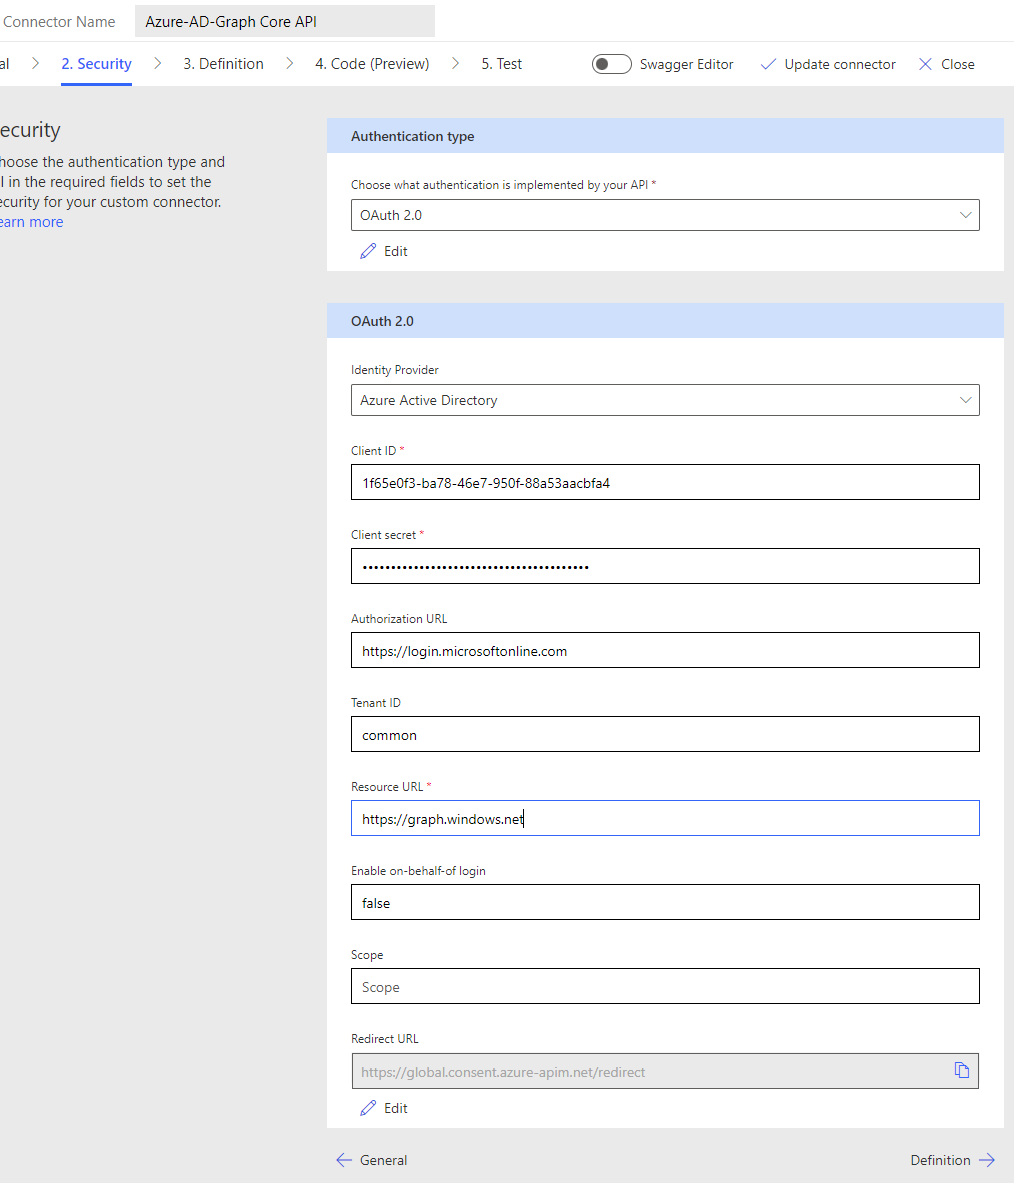 Connector Name
Azure-AD-Graph Core API
al
2. Security
3. Definition
4. Code (Preview)
5. Test
Swagger Editor
Update connector
Close
ecurity
hoose the authentication type and
l in the required fields to set the
ecurity for your custom connector.
earn more
Authentication type
Choose what authentication is implemented by your API *
OAuth 2.0
Edit
OAuth 2.0
Identity Provider
Azure Active Directory
Client ID *
1f65e0f3-ba78-46e7-950f-88a53aacbfa4
Client secret *
••••••••••••••••••••••••••••••••••••••••
Authorization URL
https://login.microsoftonline.com
Tenant ID
common
Resource URL *
https://graph.windows.net
Enable on-behalf-of login
false
Scope
Scope
Redirect URL
https://global.consent.azure-apim.net/redirect
Edit
General
Definition